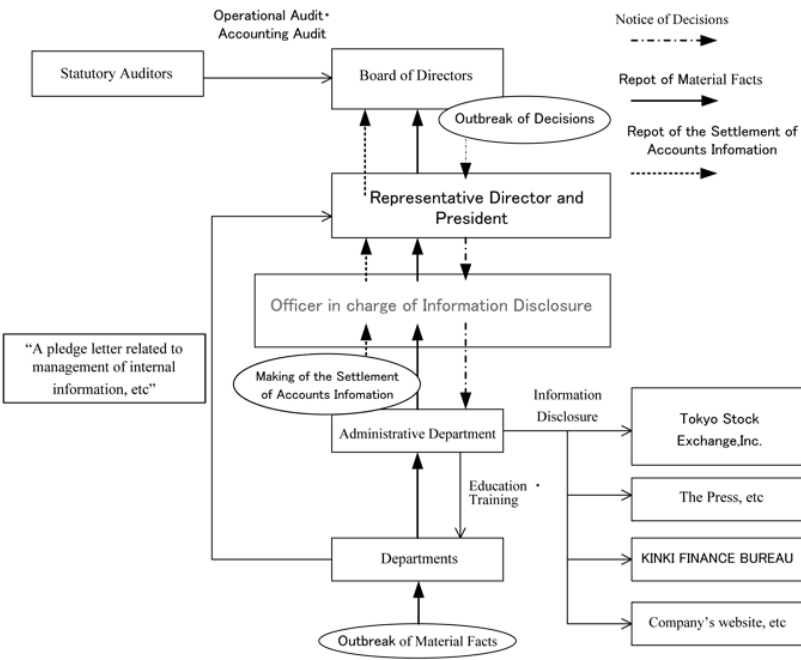 Operational Audit・
Accounting Audit
Statutory Auditors
Board of Directors
Outbreak of Decisions
Notice of Decisions
Repot of Material Facts
Repot of the Settlement of
Accounts Infomation
Representative Director and
President
Officer in charge of Information Disclosure
“A pledge letter related to
management of internal
information, etc”
Making of the Settlement
of Accounts Infomation
Administrative Department
Information
Disclosure
Tokyo Stock
Exchange,Inc.
Education ・
Training
The Press, etc
Departments
KINKI FINANCE BUREAU
Company’s website, etc
Outbreak of Material Facts